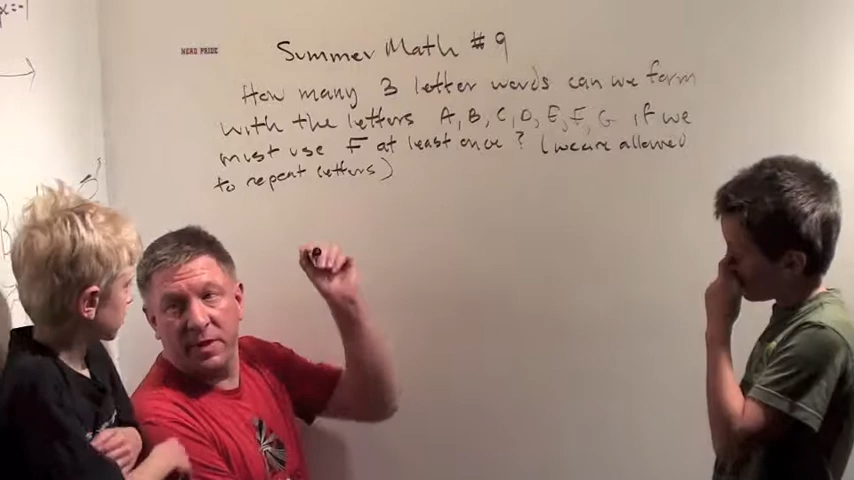 NERD PRIDE
Summer Math #9
How many 3 letter words can we form
with the letters A, B, C, D, E, F, G if we
must use F at least once? (we are allowed
to repeat letters)